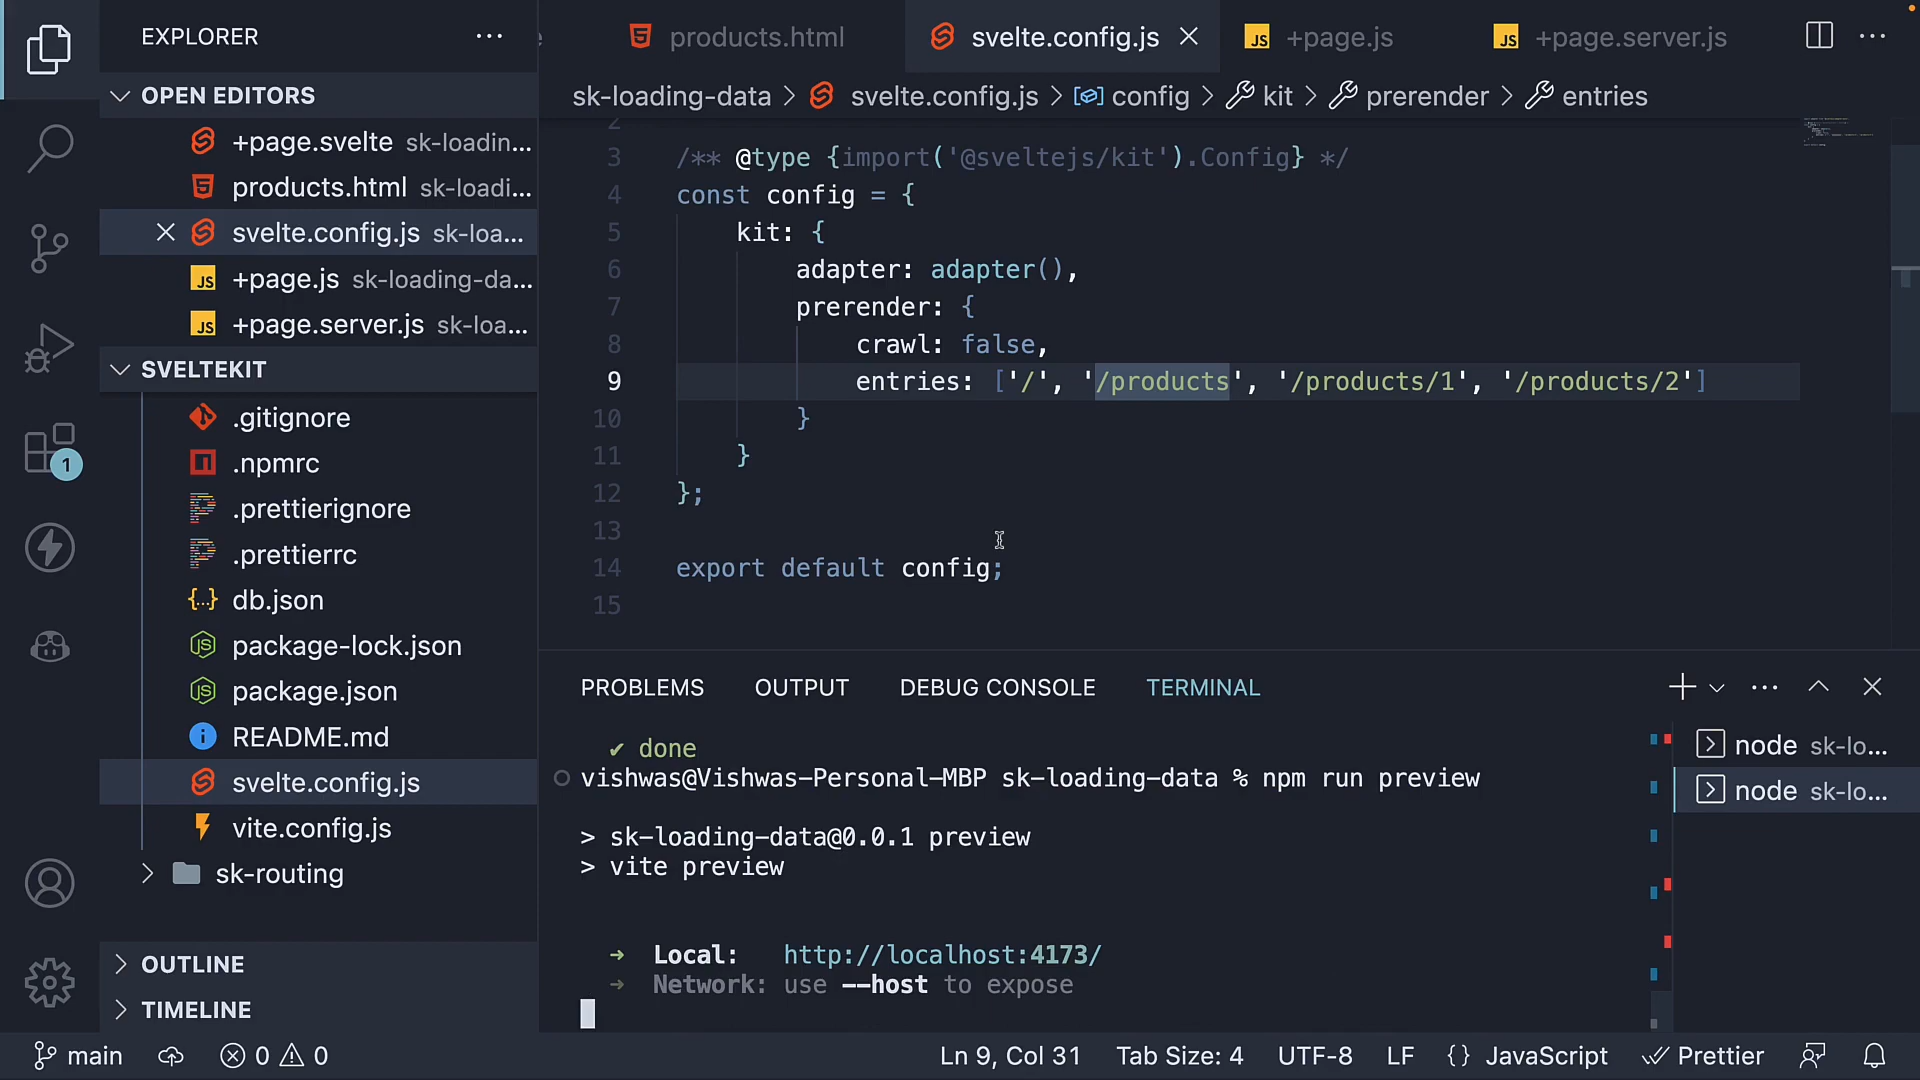 EXPLORER
OPEN EDITORS
+page.svelte sk-loadin...
products.html sk-loadi...
svelte.config.js sk-loa...
+page.js sk-loading-da...
+page.server.js sk-loa...
SVELTEKIT
.gitignore
.npmrc
.prettierignore
.prettierrc
db.json
package-lock.json
package.json
README.md
svelte.config.js
vite.config.js
sk-routing
OUTLINE
TIMELINE
1
products.html svelte.config.js JS +page.js JS +page.server.js
sk-loading-data > svelte.config.js > config > kit > prerender > entries
2
3 /** @type {import('@sveltejs/kit').Config} */
4 const config = {
5 kit: {
6 adapter: adapter(),
7 prerender: {
8 crawl: false,
9 entries: ['/', '/products', '/products/1', '/products/2']
10 }
11 }
12 };
13
14 export default config;
15
PROBLEMS OUTPUT DEBUG CONSOLE TERMINAL
✔ done
vishwas@Vishwas-Personal-MBP sk-loading-data % npm run preview
> sk-loading-data@0.0.1 preview
> vite preview
➜ Local: http://localhost:4173/
➜ Network: use --host to expose
node sk-lo...
node sk-lo...
main 0 0 Ln 9, Col 31 Tab Size: 4 UTF-8 LF {} JavaScript Prettier